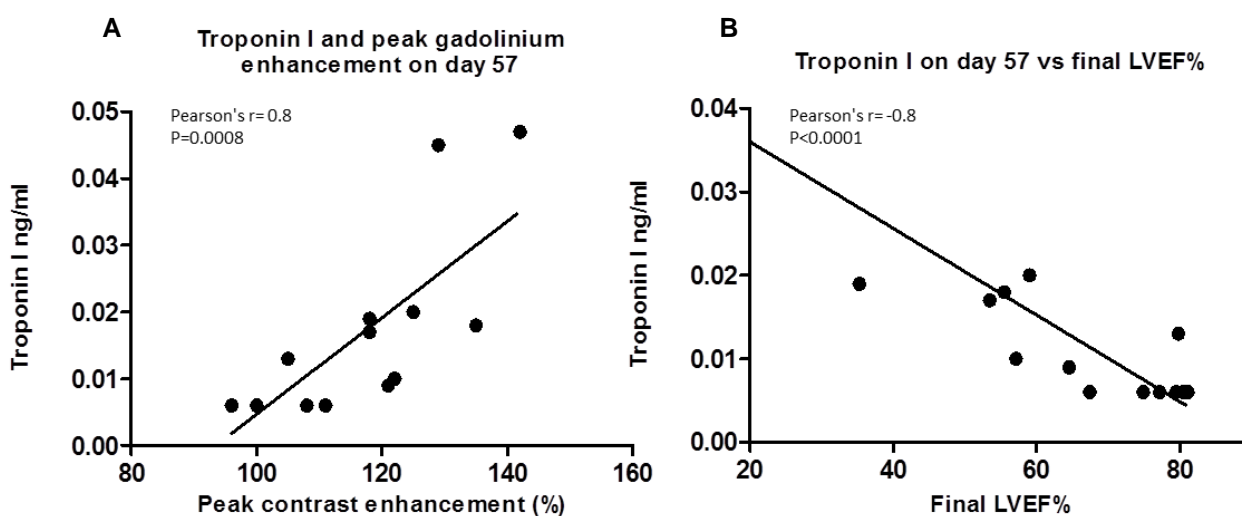 A
Troponin I and peak gadolinium
enhancement on day 57
Pearson's r= 0.8
P=0.0008
Troponin I ng/ml
0.05
0.04
0.03
0.02
0.01
0.00
80
100
120
140
160
Peak contrast enhancement (%)
B
Troponin I on day 57 vs final LVEF%
Pearson's r= -0.8
P<0.0001
Troponin I ng/ml
0.04
0.03
0.02
0.01
0.00
20
40
60
80
Final LVEF%